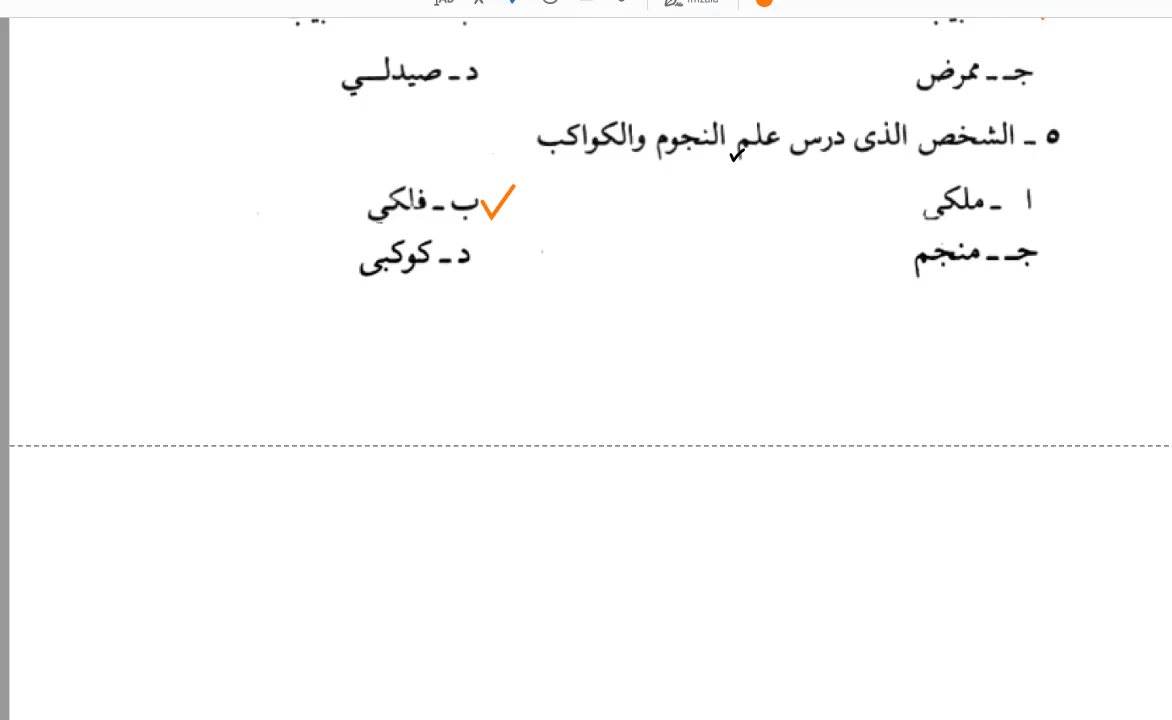 جـ ـ ممرض د ـ صيدلـي
٥ ـ الشخص الذى درس علم النجوم والكواكب
ا ـ ملكى ب ـ فلكي
جـ ـ منجم د ـ كوكبى